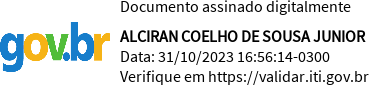 Documento assinado digitalmente
gov.br
ALCIRAN COELHO DE SOUSA JUNIOR
Data: 31/10/2023 16:56:14-0300
Verifique em https://validar.iti.gov.br